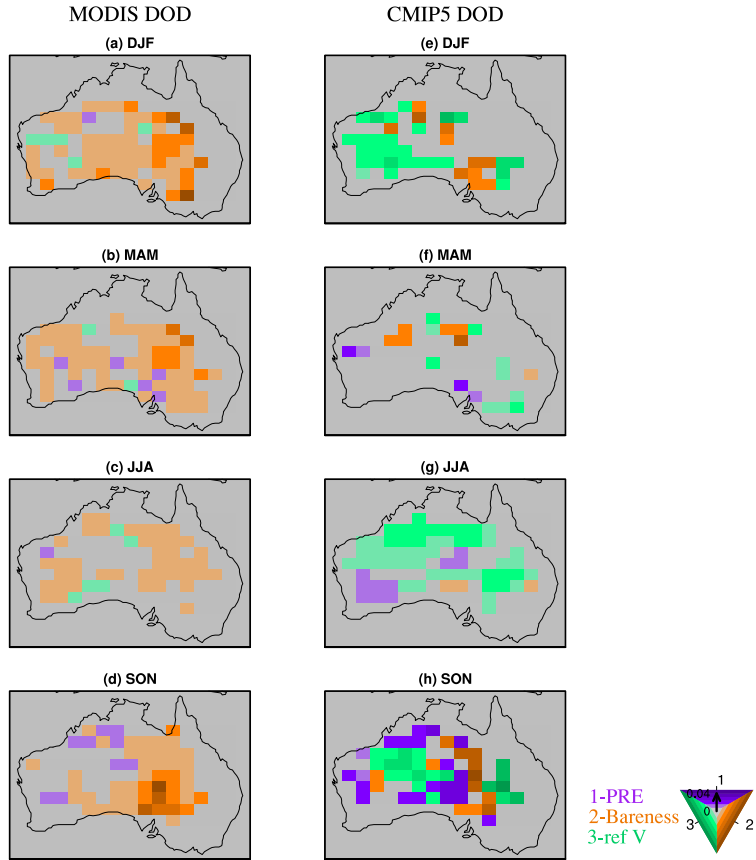 MODIS DOD
CMIP5 DOD
(a) DJF
(e) DJF
(b) MAM
(f) MAM
(c) JJA
(g) JJA
(d) SON
(h) SON
1-PRE
2-Bareness
3-ref V
1
0.04
0
3
2